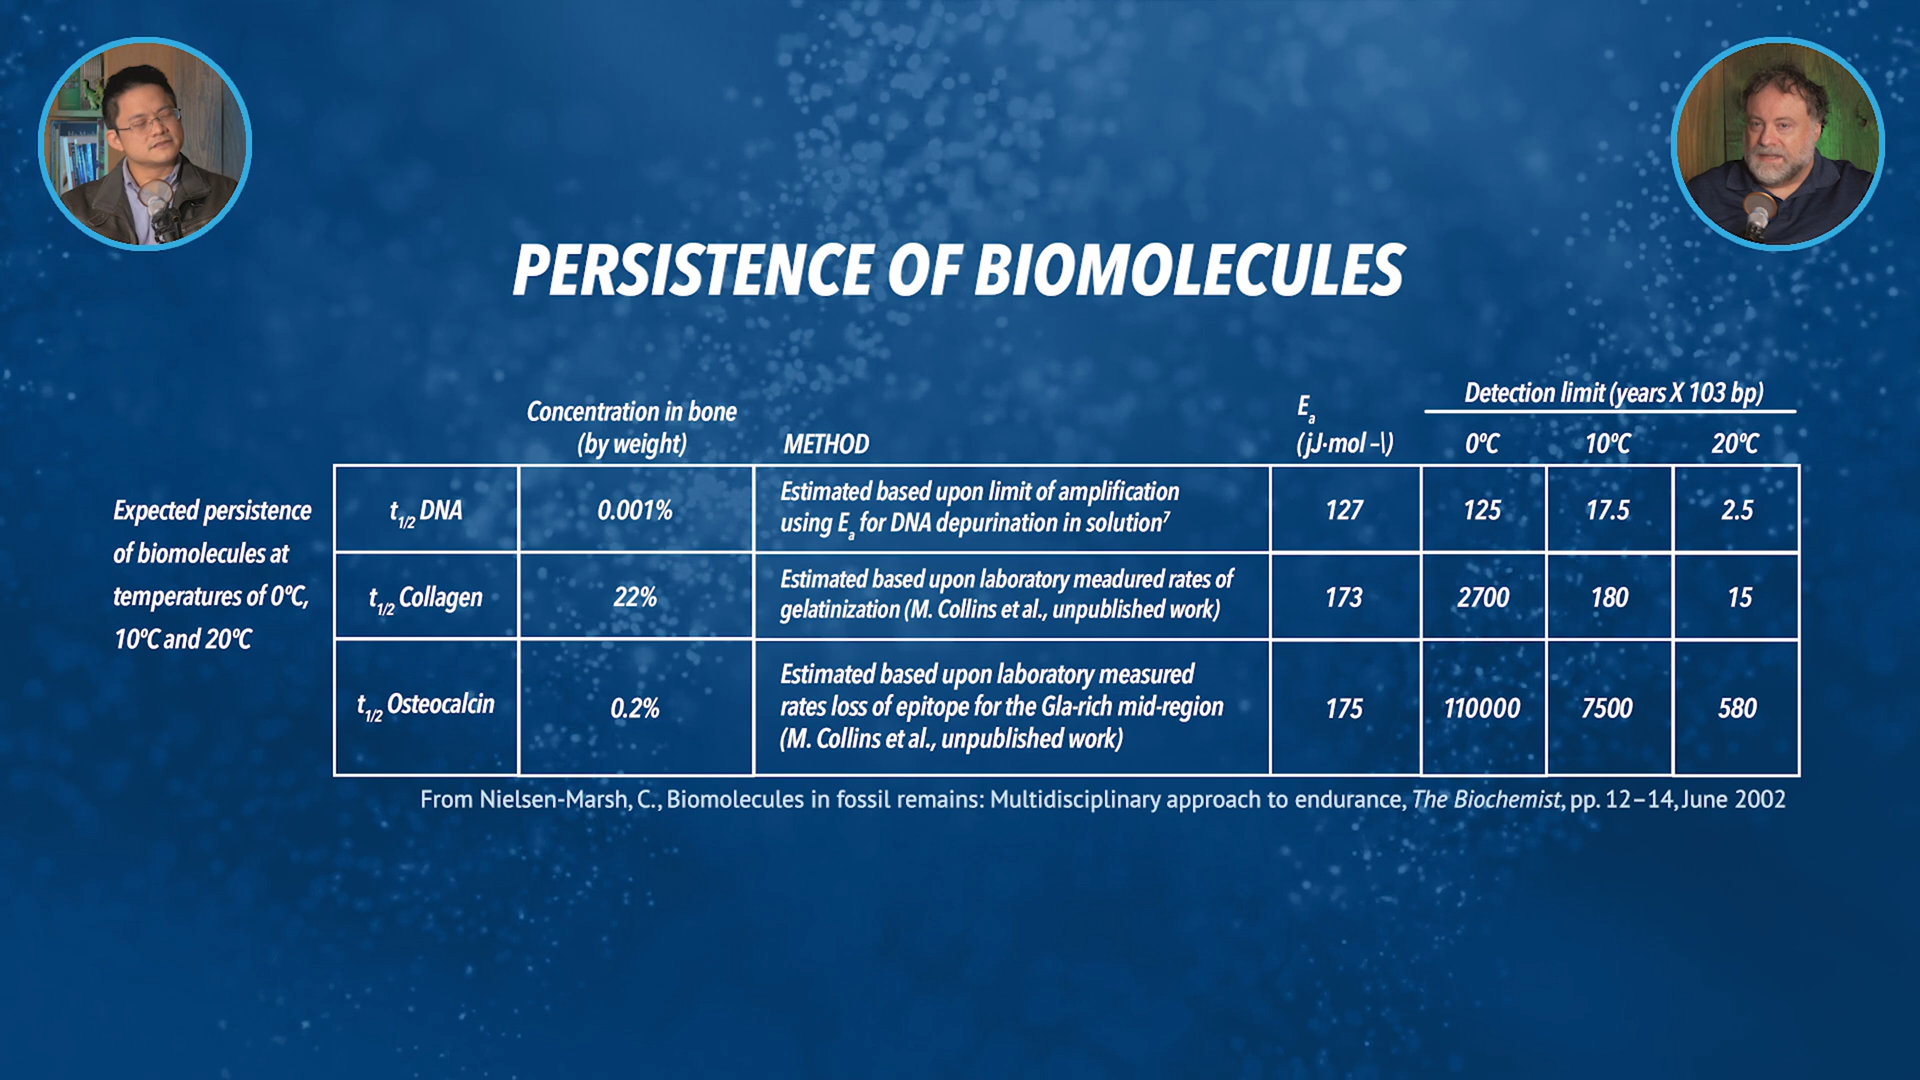 PERSISTENCE OF BIOMOLECULES
Concentration in bone
(by weight)
METHOD
Eₐ
(jJ·mol –\)
Detection limit (years X 103 bp)
0ºC 10ºC 20ºC
Expected persistence
of biomolecules at
temperatures of 0ºC,
10ºC and 20ºC
t1/2 DNA
0.001%
Estimated based upon limit of amplification
using Eₐ for DNA depurination in solution⁷
127
125
17.5
2.5
t1/2 Collagen
22%
Estimated based upon laboratory meadured rates of
gelatinization (M. Collins et al., unpublished work)
173
2700
180
15
t1/2 Osteocalcin
0.2%
Estimated based upon laboratory measured
rates loss of epitope for the Gla-rich mid-region
(M. Collins et al., unpublished work)
175
110000
7500
580
From Nielsen-Marsh, C., Biomolecules in fossil remains: Multidisciplinary approach to endurance, The Biochemist, pp. 12–14, June 2002